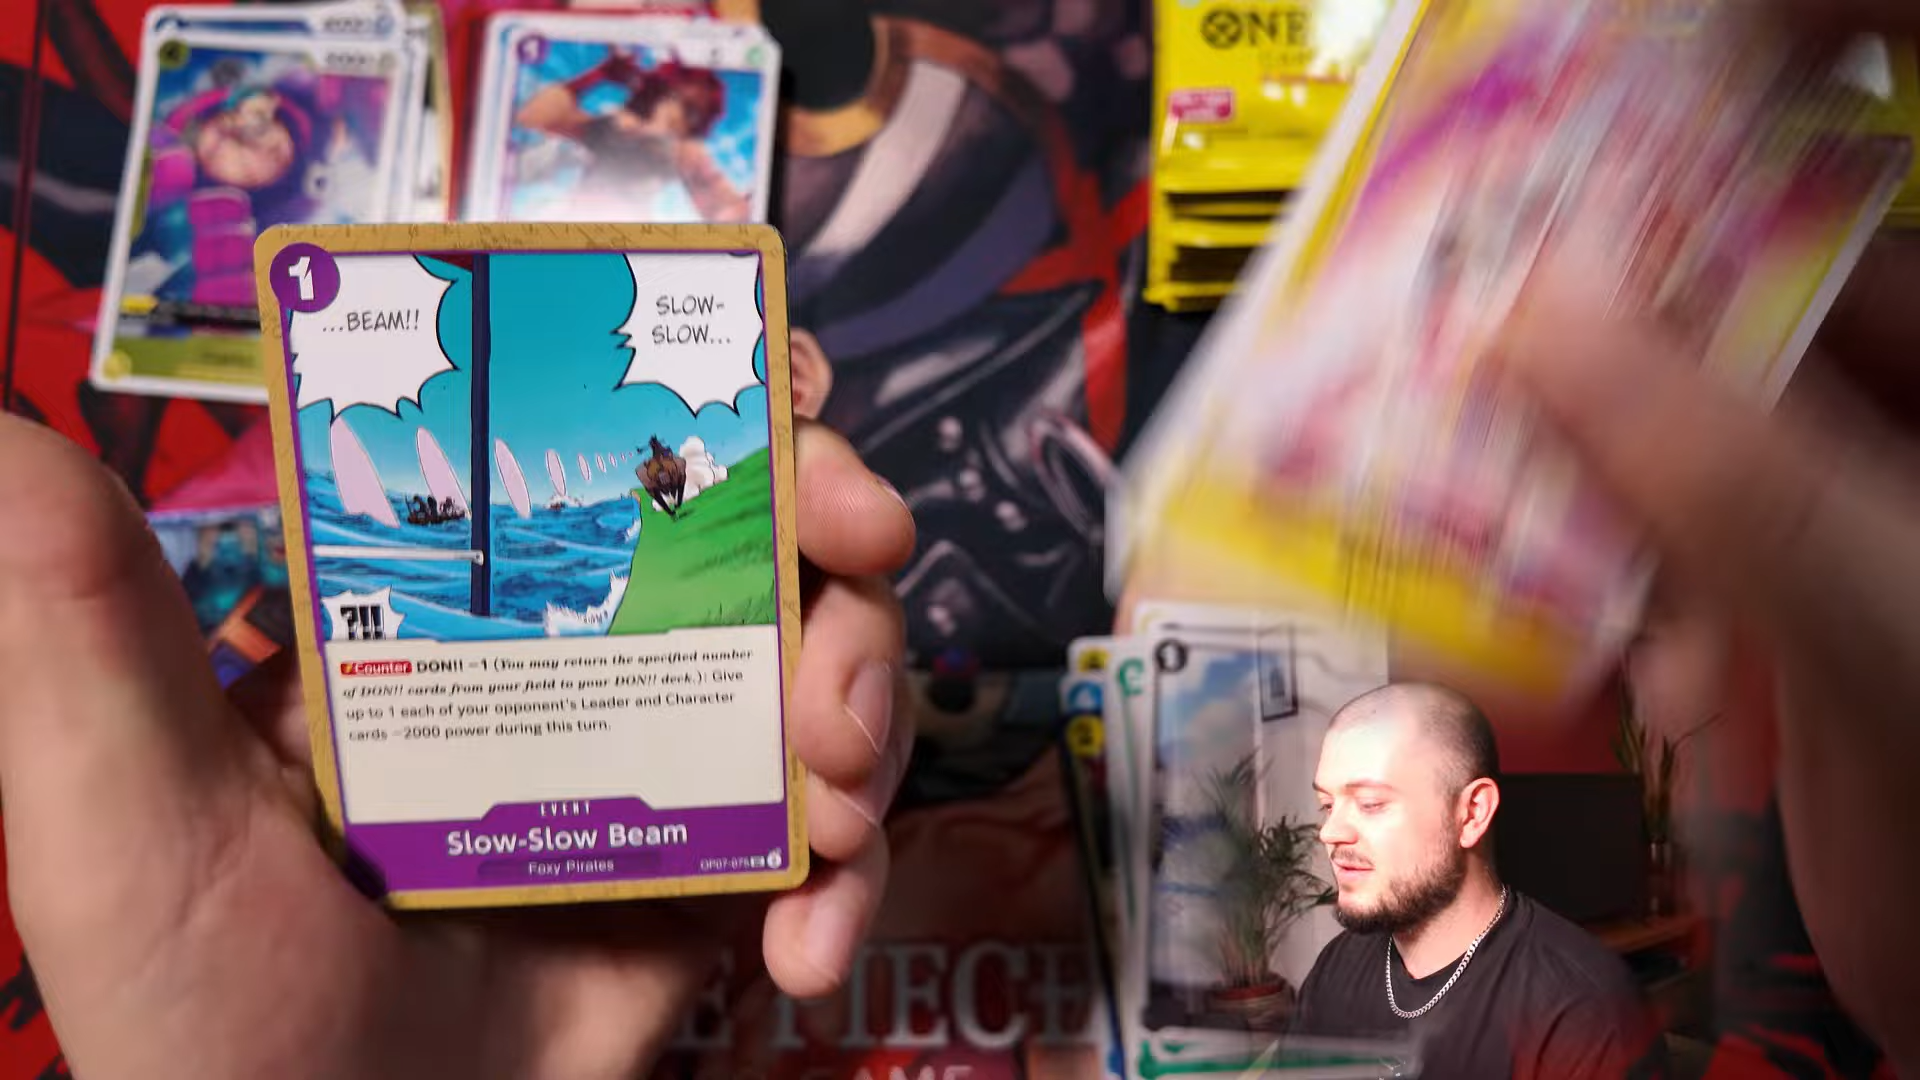 1
...BEAM!!
SLOW-
SLOW...
?!!
Counter DON!! −1 (You may return the specified number
of DON!! cards from your field to your DON!! deck.): Give
up to 1 each of your opponent's Leader and Character
cards −2000 power during this turn.
EVENT
Slow-Slow Beam
Foxy Pirates
PIECE
GAME